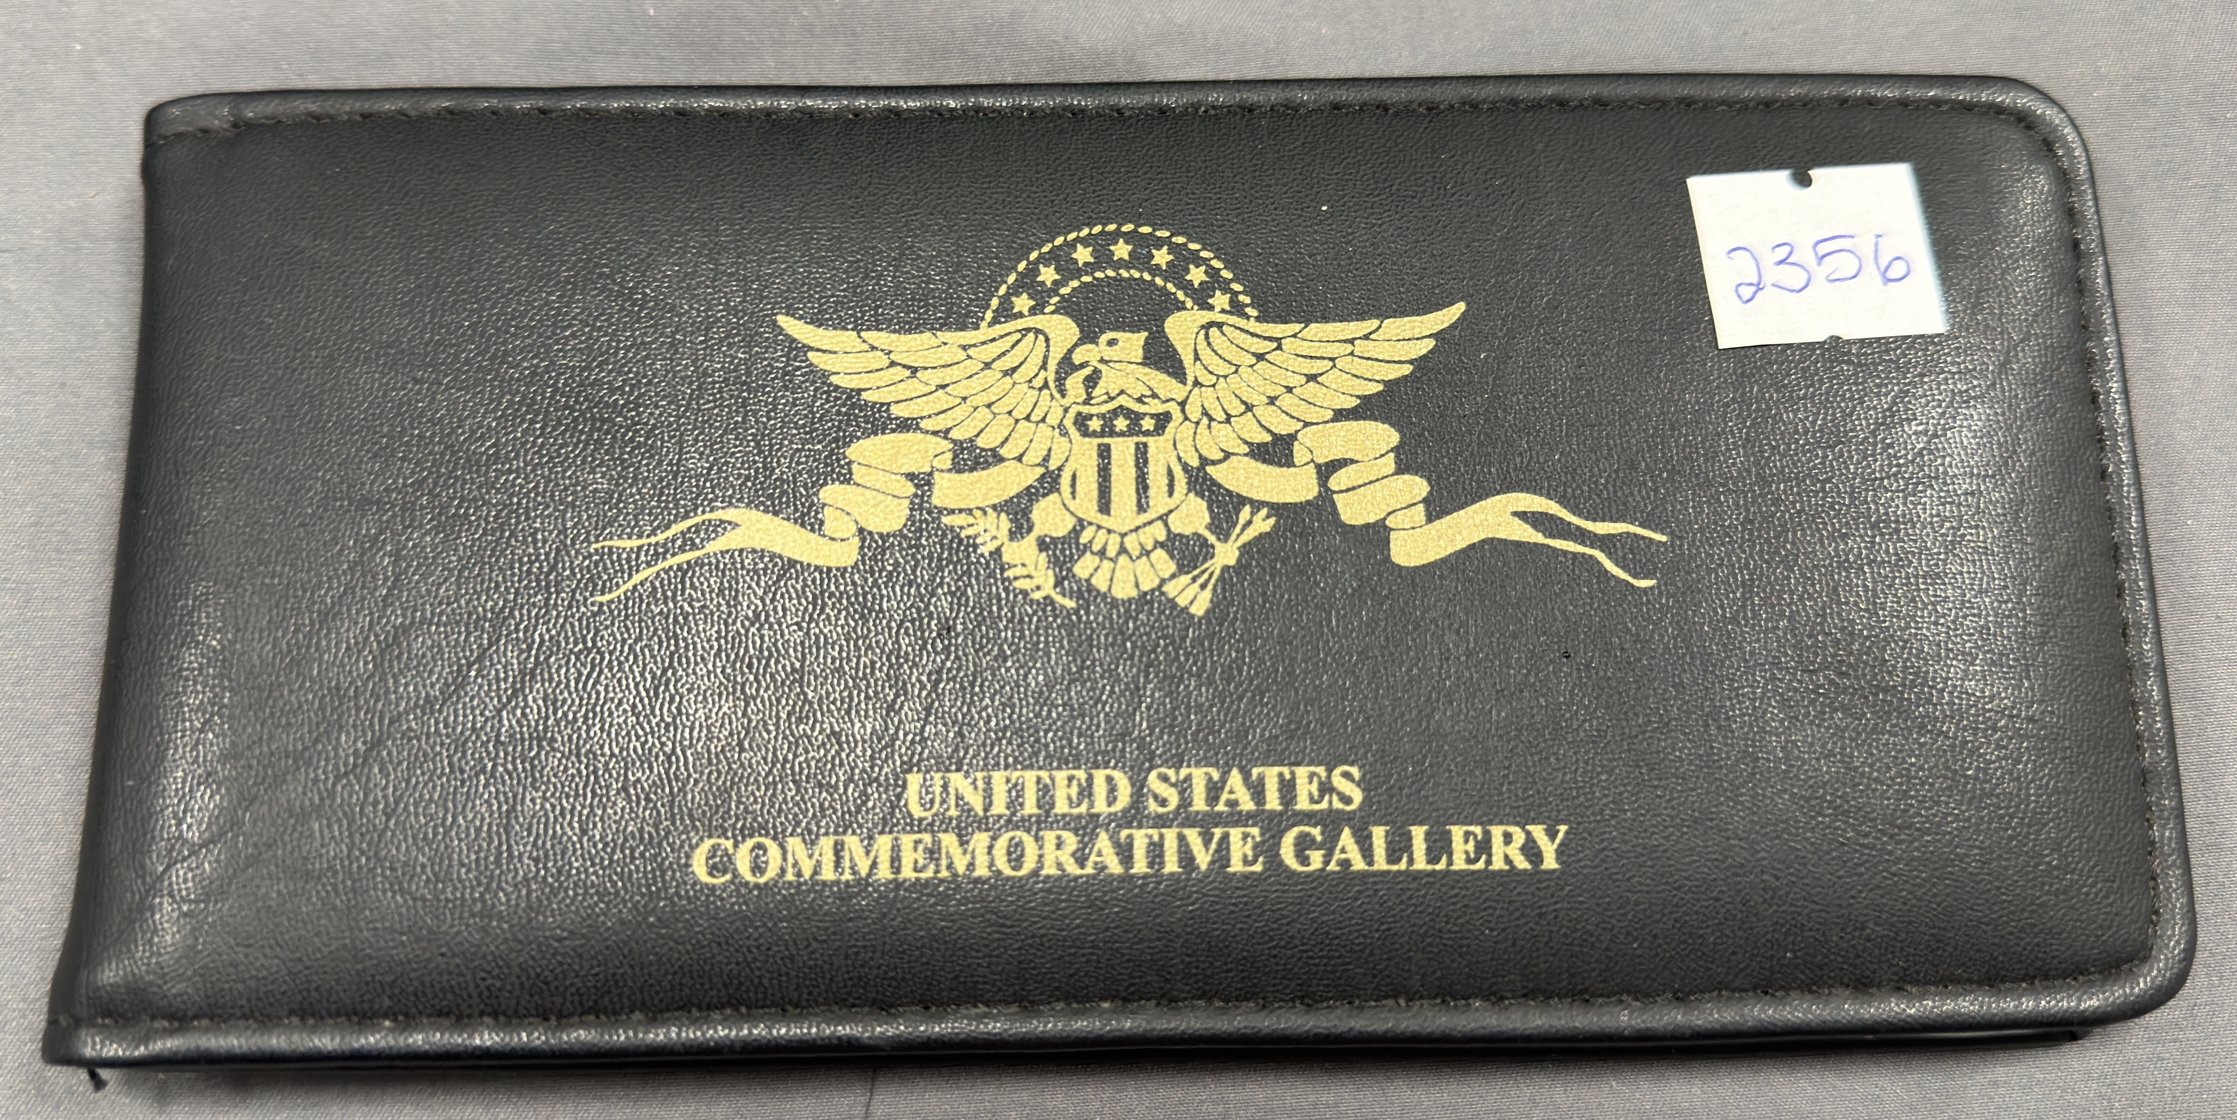 2356
UNITED STATES
COMMEMORATIVE GALLERY